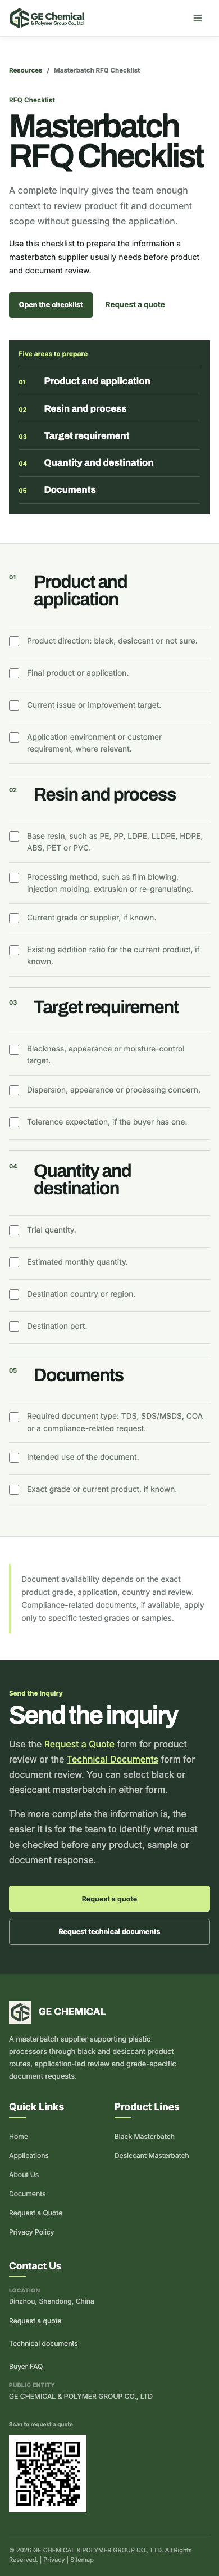 GE Chemical
& Polymer Group Co., Ltd.
Resources / Masterbatch RFQ Checklist
RFQ Checklist
Masterbatch
RFQ Checklist
A complete inquiry gives the team enough
context to review product fit and document
scope without guessing the application.
Use this checklist to prepare the information a
masterbatch supplier usually needs before product
and document review.
Open the checklist
Request a quote
Five areas to prepare
01 Product and application
02 Resin and process
03 Target requirement
04 Quantity and destination
05 Documents
01 Product and
application
Product direction: black, desiccant or not sure.
Final product or application.
Current issue or improvement target.
Application environment or customer
requirement, where relevant.
02 Resin and process
Base resin, such as PE, PP, LDPE, LLDPE, HDPE,
ABS, PET or PVC.
Processing method, such as film blowing,
injection molding, extrusion or re-granulating.
Current grade or supplier, if known.
Existing addition ratio for the current product, if
known.
03 Target requirement
Blackness, appearance or moisture-control
target.
Dispersion, appearance or processing concern.
Tolerance expectation, if the buyer has one.
04 Quantity and
destination
Trial quantity.
Estimated monthly quantity.
Destination country or region.
Destination port.
05 Documents
Required document type: TDS, SDS/MSDS, COA
or a compliance-related request.
Intended use of the document.
Exact grade or current product, if known.
Document availability depends on the exact
product grade, application, country and review.
Compliance-related documents, if available, apply
only to specific tested grades or samples.
Send the inquiry
Send the inquiry
Use the Request a Quote form for product
review or the Technical Documents form for
document review. You can select black or
desiccant masterbatch in either form.
The more complete the information is, the
easier it is for the team to identify what must
be checked before any product, sample or
document response.
Request a quote
Request technical documents
GE CHEMICAL
A masterbatch supplier supporting plastic
processors through black and desiccant product
routes, application-led review and grade-specific
document requests.
Quick Links
Home
Applications
About Us
Documents
Request a Quote
Privacy Policy
Product Lines
Black Masterbatch
Desiccant Masterbatch
Contact Us
LOCATION
Binzhou, Shandong, China
Request a quote
Technical documents
Buyer FAQ
PUBLIC ENTITY
GE CHEMICAL & POLYMER GROUP CO., LTD
Scan to request a quote
© 2026 GE CHEMICAL & POLYMER GROUP CO., LTD. All Rights
Reserved. | Privacy | Sitemap